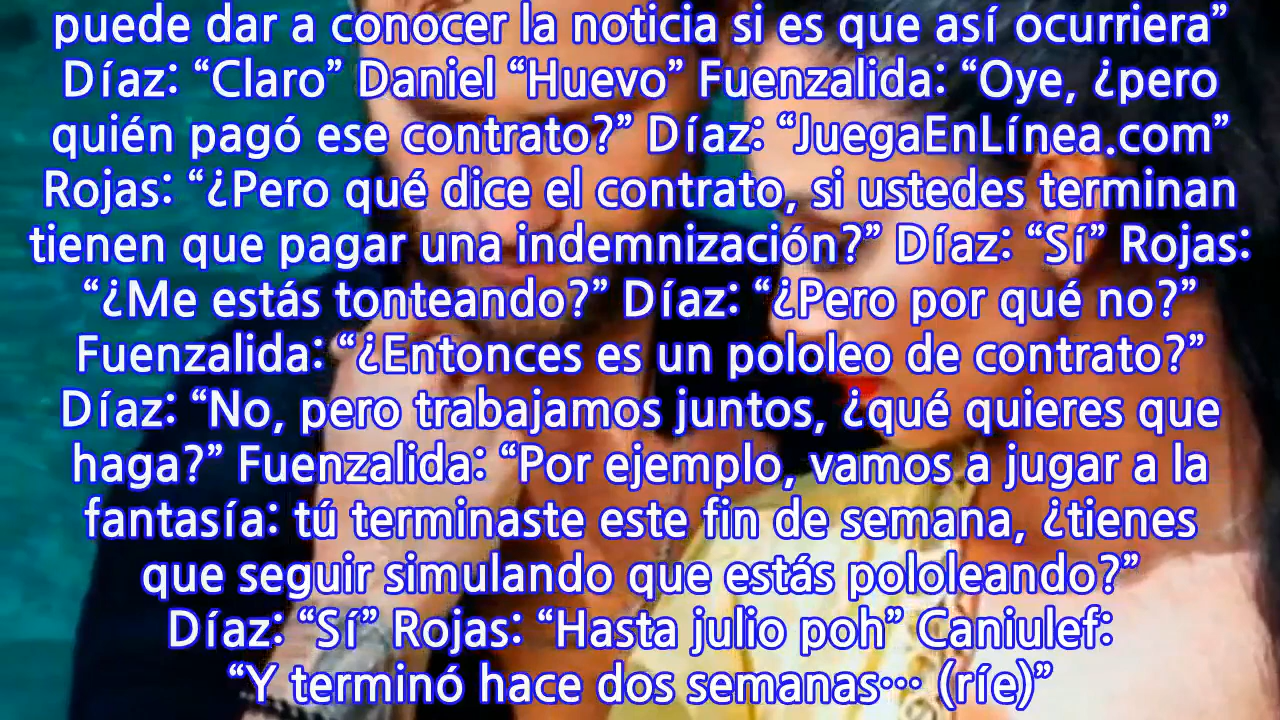 puede dar a conocer la noticia si es que así ocurriera”
Díaz: “Claro” Daniel “Huevo” Fuenzalida: “Oye, ¿pero
quién pagó ese contrato?” Díaz: “JuegaEnLínea.com”
Rojas: “¿Pero qué dice el contrato, si ustedes terminan
tienen que pagar una indemnización?” Díaz: “Sí” Rojas:
“¿Me estás tonteando?” Díaz: “¿Pero por qué no?”
Fuenzalida: “¿Entonces es un pololeo de contrato?”
Díaz: “No, pero trabajamos juntos, ¿qué quieres que
haga?” Fuenzalida: “Por ejemplo, vamos a jugar a la
fantasía: tú terminaste este fin de semana, ¿tienes
que seguir simulando que estás pololeando?”
Díaz: “Sí” Rojas: “Hasta julio poh” Caniulef:
“Y terminó hace dos semanas… (ríe)”